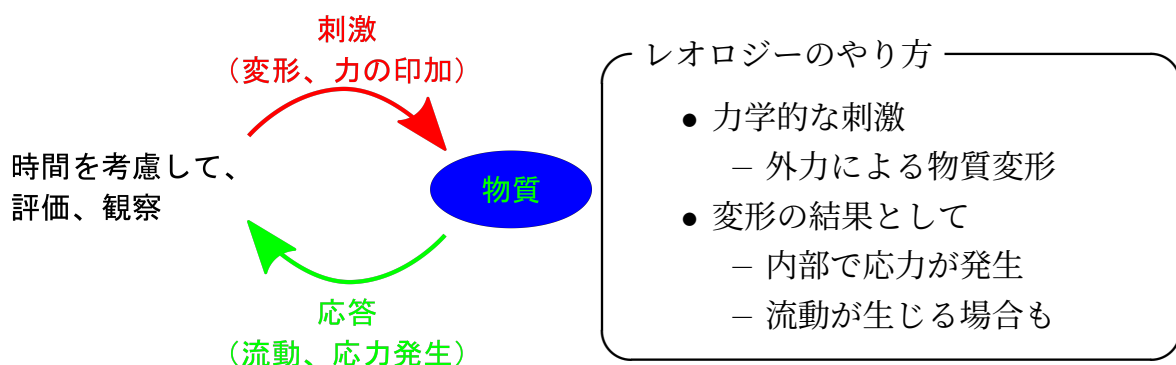 刺激
(変形、力の印加)
時間を考慮して、
評価、観察
物質
応答
(流動、応力発生)
レオロジーのやり方
• 力学的な刺激
– 外力による物質変形
• 変形の結果として
– 内部で応力が発生
– 流動が生じる場合も